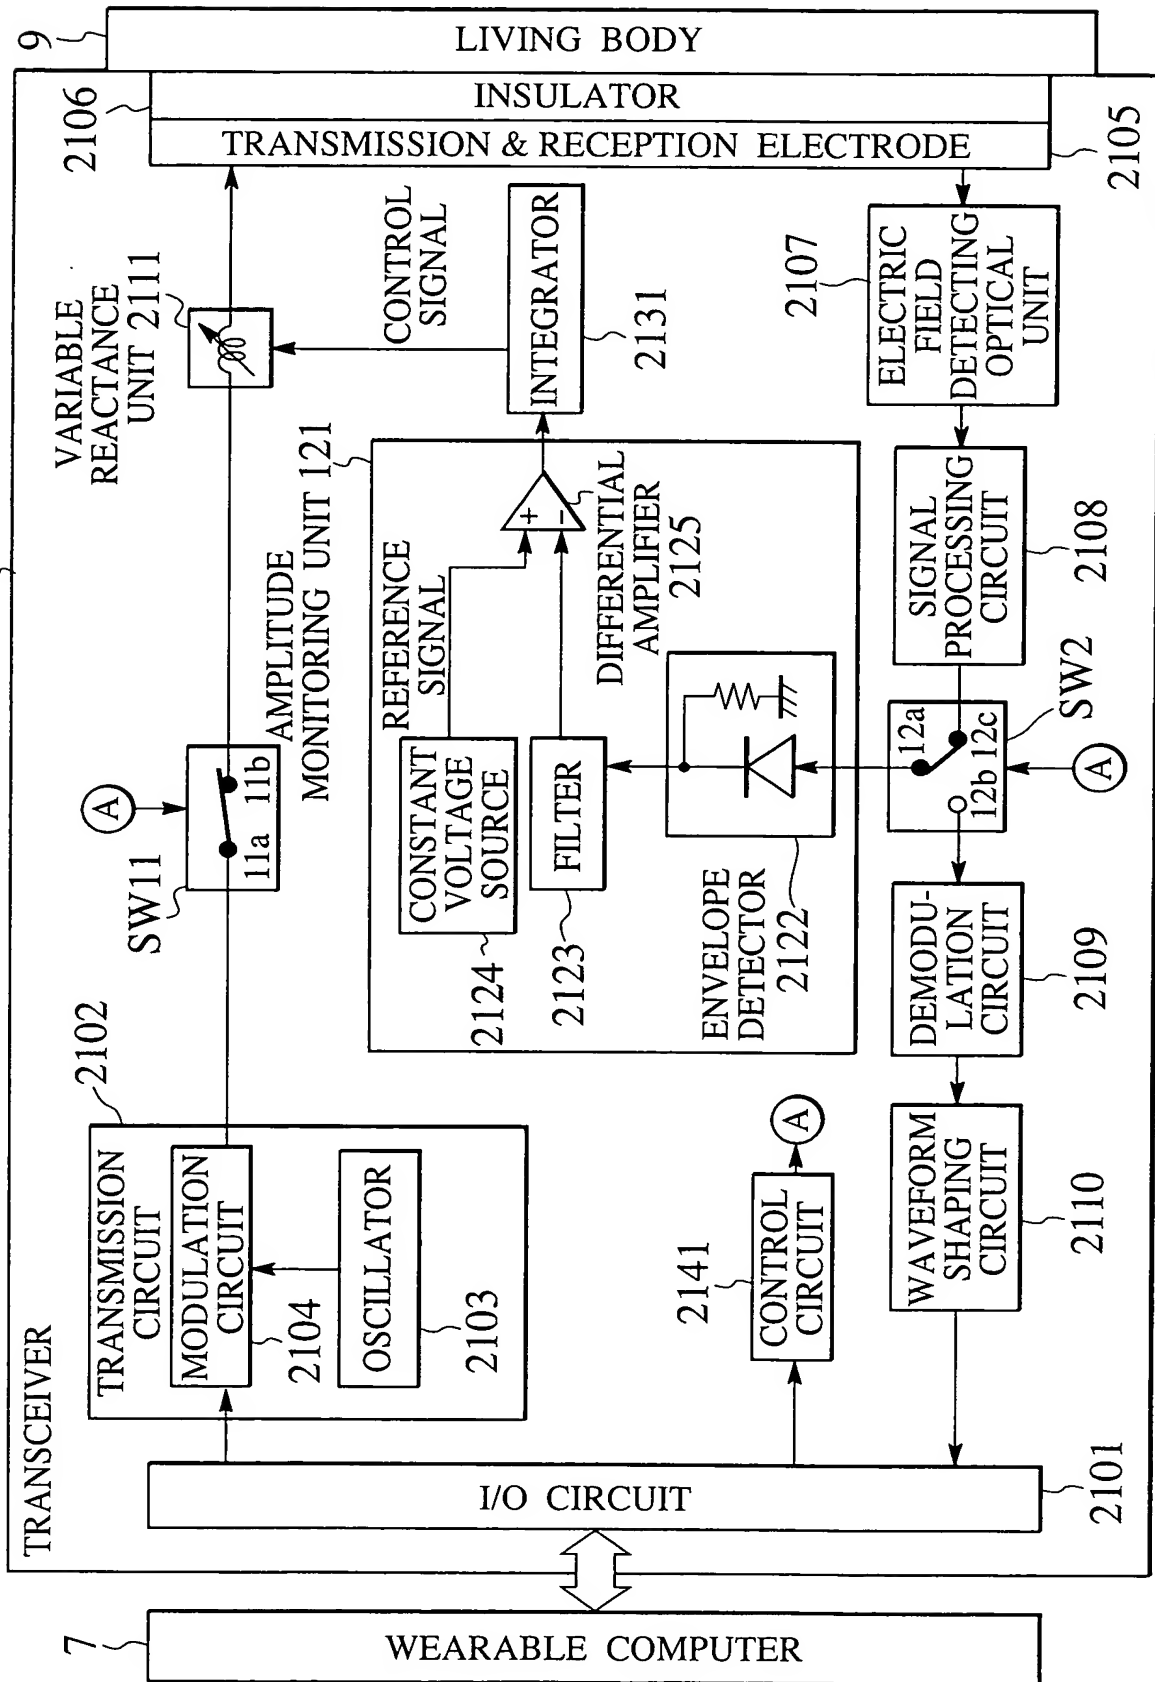 TRANSCEIVER
7
WEARABLE COMPUTER
2101
I/O CIRCUIT
2102
TRANSMISSION
CIRCUIT
MODULATION
CIRCUIT
2104
OSCILLATOR
2103
SW11
11a 11b
A
VARIABLE
REACTANCE
UNIT 2111
CONTROL
SIGNAL
INTEGRATOR
2131
AMPLITUDE
MONITORING UNIT 121
REFERENCE
SIGNAL
CONSTANT
VOLTAGE
SOURCE
2124
FILTER
2123
+
−
DIFFERENTIAL
AMPLIFIER
2125
ENVELOPE
DETECTOR
2122
2141
CONTROL
CIRCUIT
A
WAVEFORM
SHAPING
CIRCUIT
2110
DEMODU-
LATION
CIRCUIT
2109
12a
12b 12c
SW2
A
SIGNAL
PROCESSING
CIRCUIT
2108
2107
ELECTRIC
FIELD
DETECTING
OPTICAL
UNIT
TRANSMISSION & RECEPTION ELECTRODE
2105
INSULATOR
2106
LIVING BODY
9